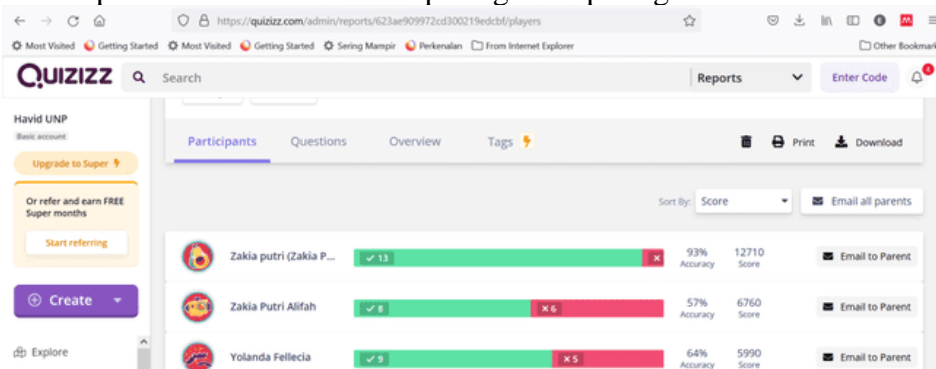 https://quizizz.com/admin/reports/623ae909972cd300219edcbf/players
Most Visited Getting Started Most Visited Getting Started Sering Mampir Perkenalan From Internet Explorer Other Bookmark
QUIZIZZ Search Reports Enter Code 4
Havid UNP
Basic account
Upgrade to Super
Or refer and earn FREE
Super months
Start referring
Create
Explore
Participants Questions Overview Tags Print Download
Sort By: Score Email all parents
Zakia putri (Zakia P... 13 93% 12710 Email to Parent
Accuracy Score
Zakia Putri Alifah 8 6 57% 6760 Email to Parent
Accuracy Score
Yolanda Fellecia 9 5 64% 5990 Email to Parent
Accuracy Score